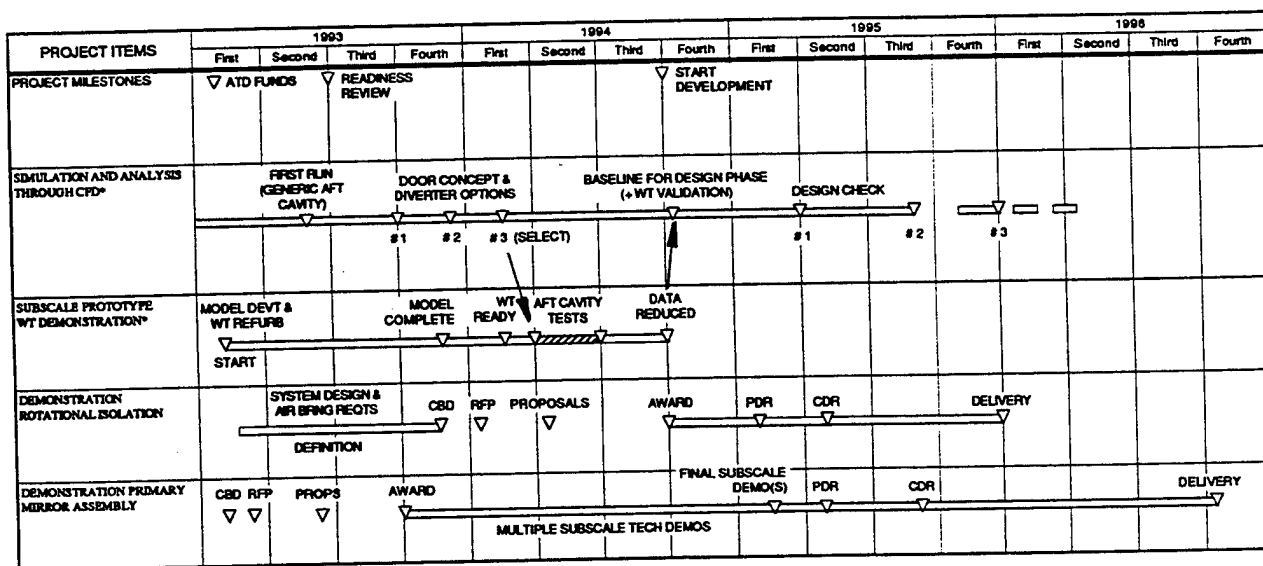 PROJECT ITEMS
1993
1994
1995
1996
First Second Third Fourth First Second Third Fourth First Second Third Fourth First Second Third Fourth
PROJECT MILESTONES
ATD FUNDS
READINESS
REVIEW
START
DEVELOPMENT
SIMULATION AND ANALYSIS
THROUGH CFD*
FIRST RUN
(GENERIC AFT
CAVITY)
DOOR CONCEPT &
DIVERTER OPTIONS
BASELINE FOR DESIGN PHASE
(+WT VALIDATION)
DESIGN CHECK
#1 #2 #3 (SELECT) #1 #2 #3
SUBSCALE PROTOTYPE
WT DEMONSTRATION*
MODEL DEVT &
WT REFURB
START
MODEL
COMPLETE
WT
READY
AFT CAVITY
TESTS
DATA
REDUCED
DEMONSTRATION
ROTATIONAL ISOLATION
SYSTEM DESIGN &
AIR BRNG REQTS
DEFINITION
CBD RFP PROPOSALS AWARD PDR CDR DELIVERY
DEMONSTRATION PRIMARY
MIRROR ASSEMBLY
CBD RFP PROPS AWARD
MULTIPLE SUBSCALE TECH DEMOS
FINAL SUBSCALE
DEMO(S) PDR CDR DELIVERY